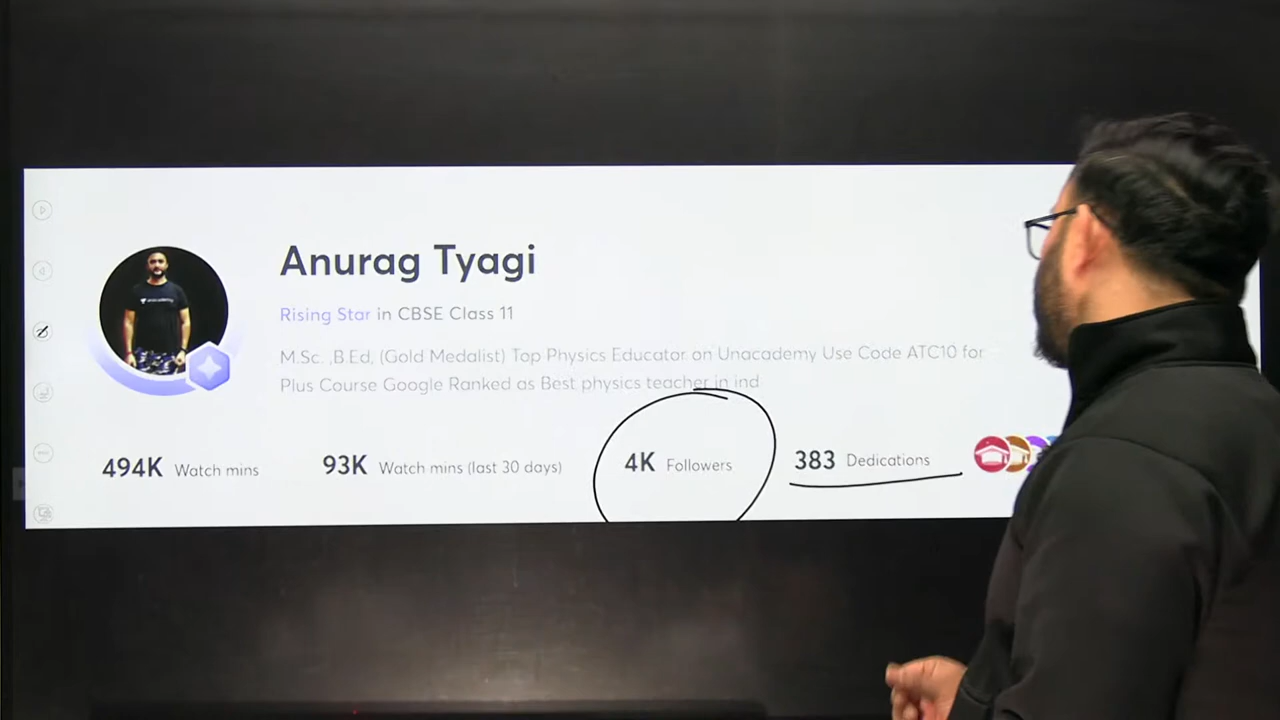 Anurag Tyagi
Rising Star in CBSE Class 11
M.Sc. ,B.Ed, (Gold Medalist) Top Physics Educator on Unacademy Use Code ATC10 for
Plus Course Google Ranked as Best physics teacher in ind
494K Watch mins 93K Watch mins (last 30 days) 4K Followers 383 Dedications